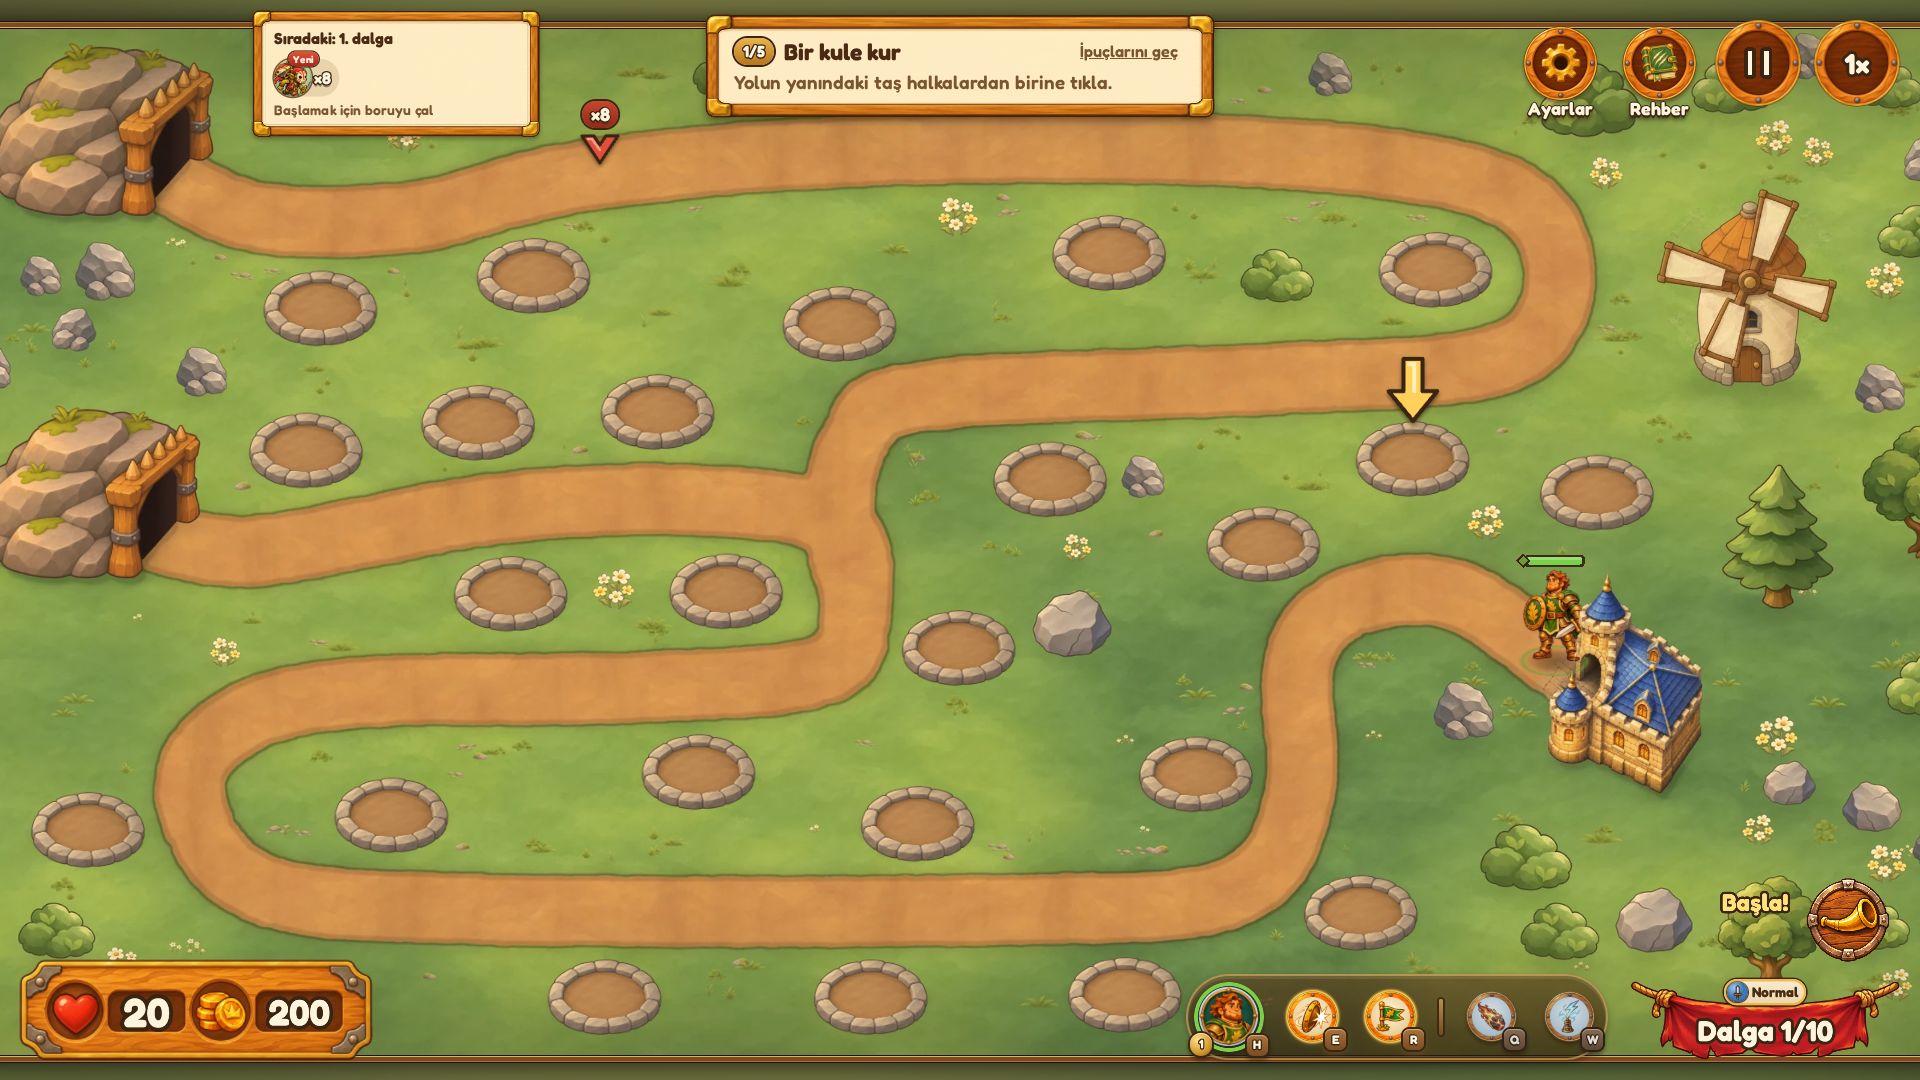 Sıradaki: 1. dalga
Yeni
x8
Başlamak için boruyu çal
x8
1/5 Bir kule kur İpuçlarını geç
Yolun yanındaki taş halkalardan birine tıkla.
Ayarlar
Rehber
1x
Başla!
Normal
Dalga 1/10
20
200
1
H
E
R
Q
W